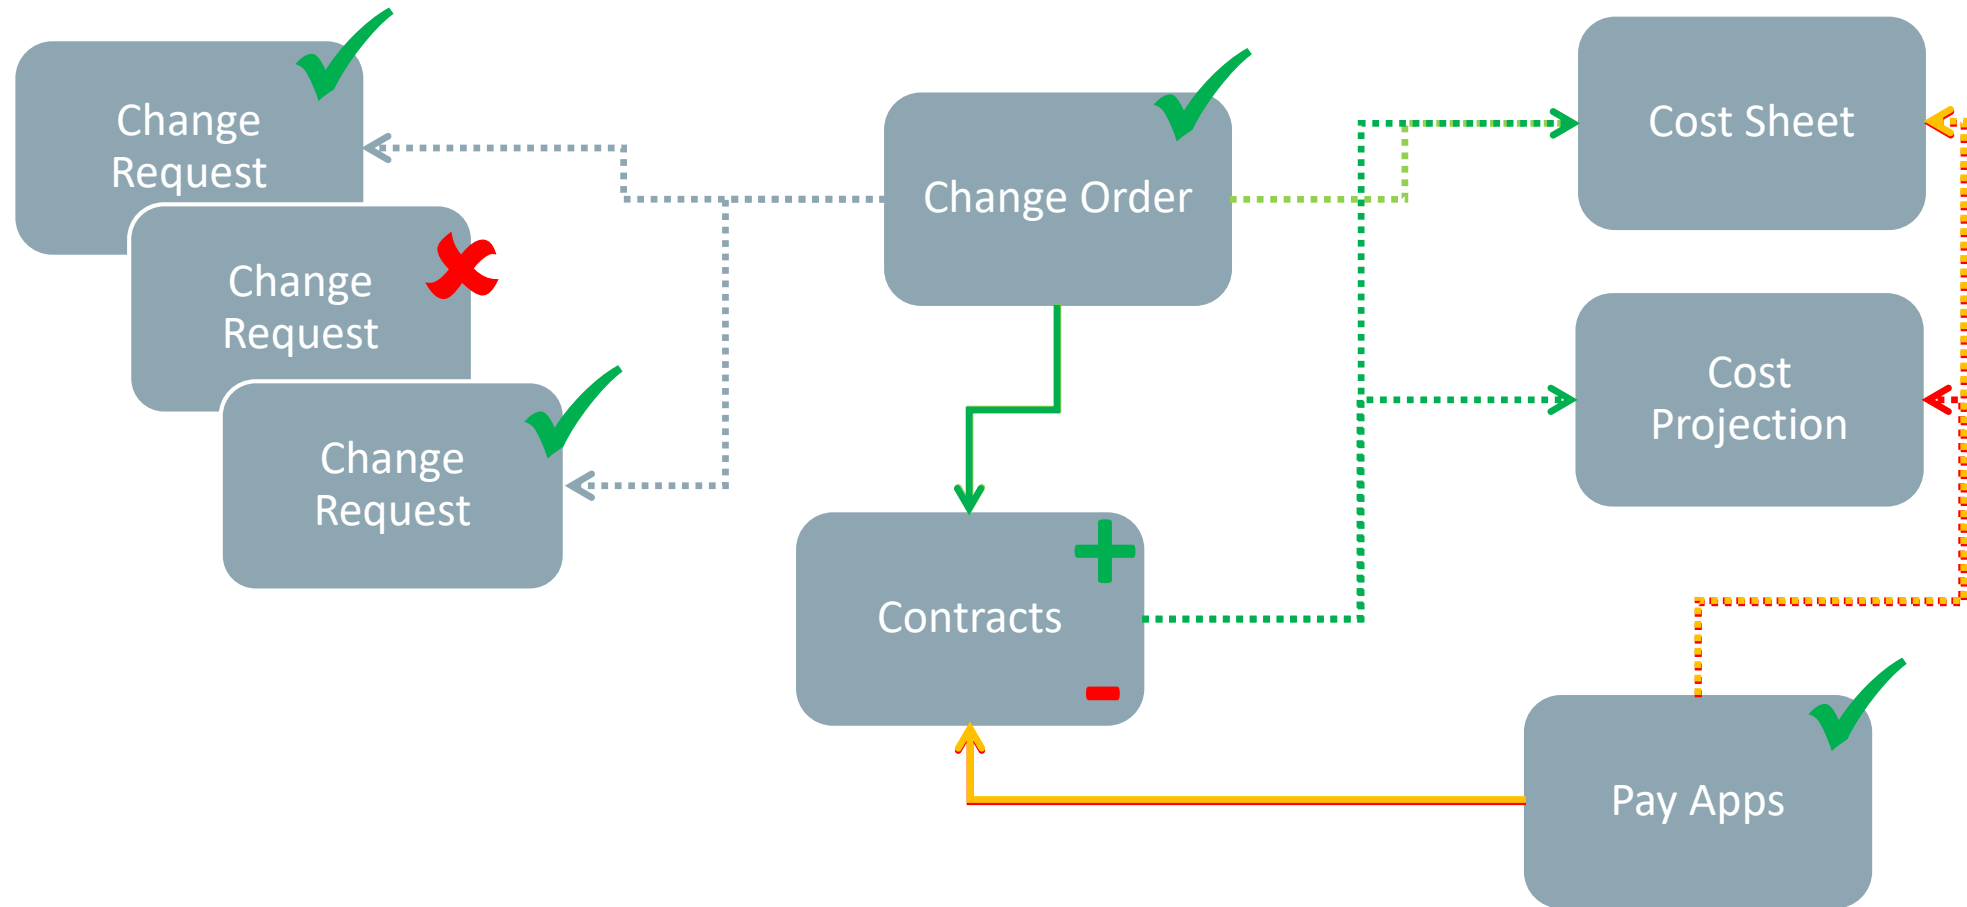 Change
Request
Change
Request
Change
Request
Change Order
Contracts
Cost Sheet
Cost
Projection
Pay Apps